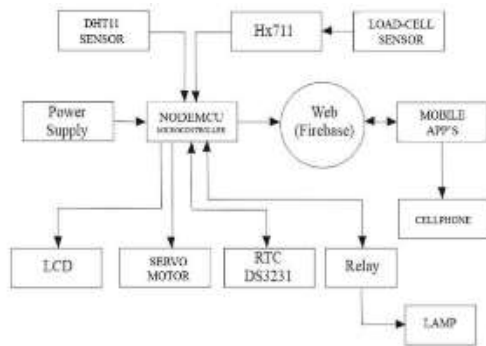 DHT11
SENSOR
Hx711
LOAD-CELL
SENSOR
Power
Supply
NODEMCU
MICROCONTROLLER
Web
(Firebase)
MOBILE
APP'S
CELLPHONE
LCD
SERVO
MOTOR
RTC
DS3231
Relay
LAMP